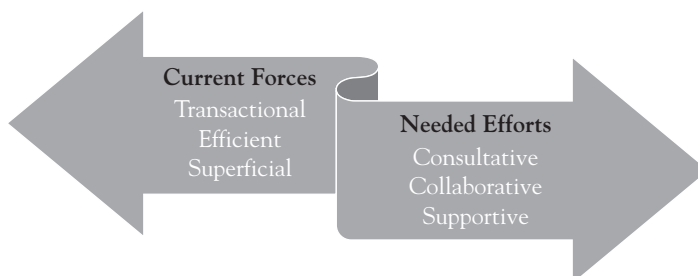 Current Forces
Transactional
Efficient
Superficial
Needed Efforts
Consultative
Collaborative
Supportive